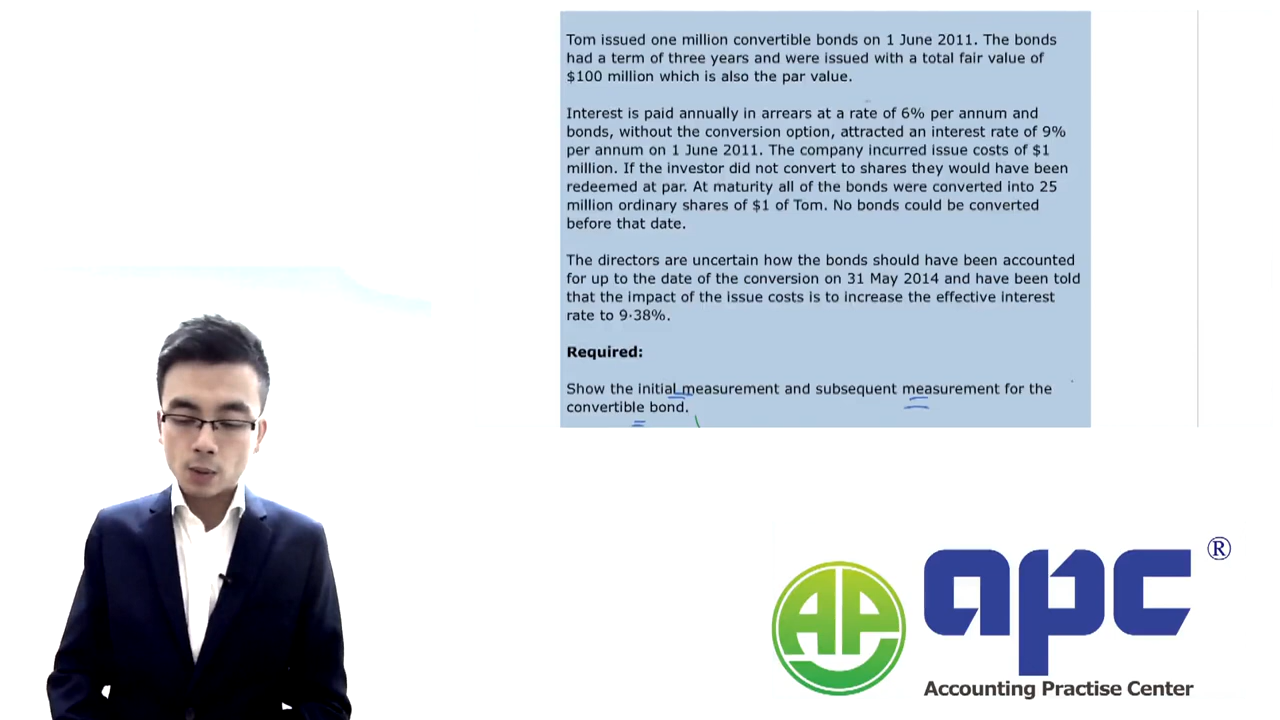 Tom issued one million convertible bonds on 1 June 2011. The bonds
had a term of three years and were issued with a total fair value of
$100 million which is also the par value.
Interest is paid annually in arrears at a rate of 6% per annum and
bonds, without the conversion option, attracted an interest rate of 9%
per annum on 1 June 2011. The company incurred issue costs of $1
million. If the investor did not convert to shares they would have been
redeemed at par. At maturity all of the bonds were converted into 25
million ordinary shares of $1 of Tom. No bonds could be converted
before that date.
The directors are uncertain how the bonds should have been accounted
for up to the date of the conversion on 31 May 2014 and have been told
that the impact of the issue costs is to increase the effective interest
rate to 9·38%.
Required:
Show the initial measurement and subsequent measurement for the
convertible bond.
AP
apc®
Accounting Practise Center